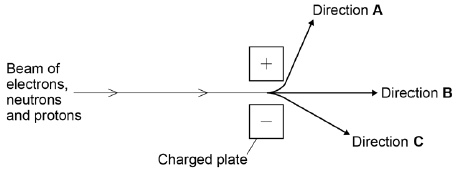 Direction A
+
Beam of
electrons,
neutrons
and protons
Direction B
−
Direction C
Charged plate